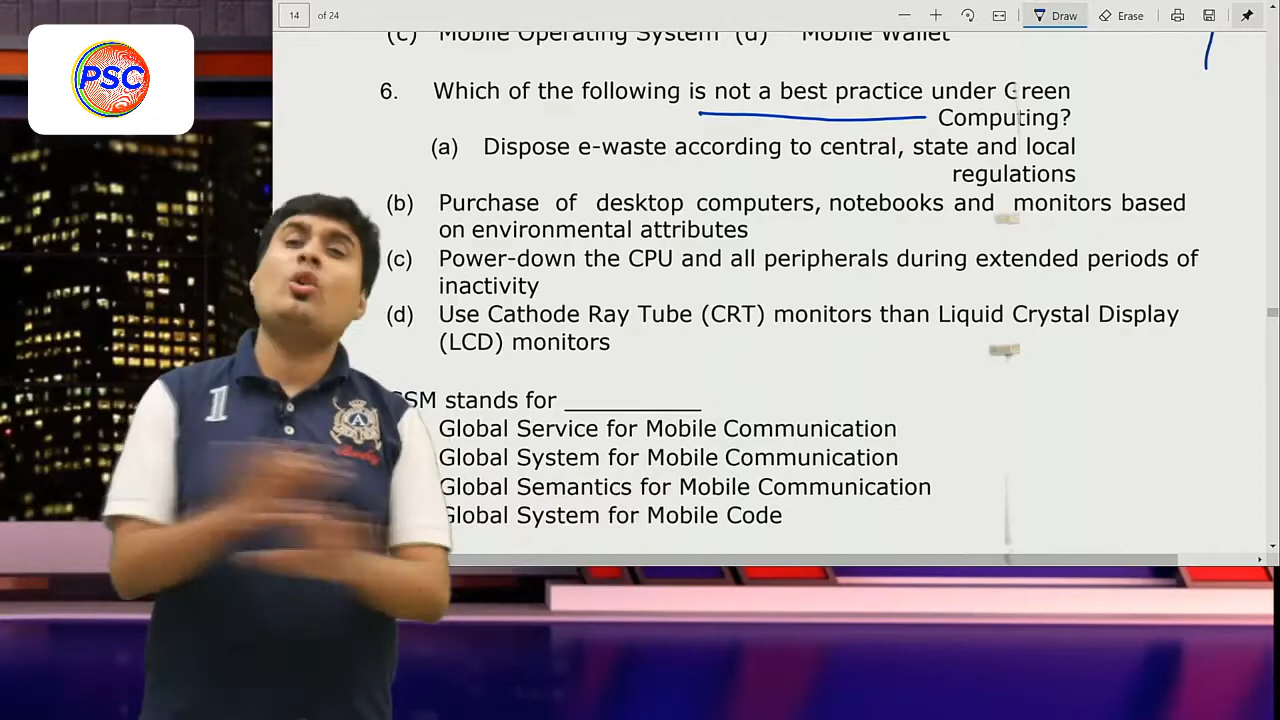 14 of 24
Draw
Erase
PSC
(c) Mobile Operating System (d) Mobile Wallet
6. Which of the following is not a best practice under Green
Computing?
(a) Dispose e-waste according to central, state and local
regulations
(b) Purchase of desktop computers, notebooks and monitors based
on environmental attributes
(c) Power-down the CPU and all peripherals during extended periods of
inactivity
(d) Use Cathode Ray Tube (CRT) monitors than Liquid Crystal Display
(LCD) monitors
GSM stands for __________
Global Service for Mobile Communication
Global System for Mobile Communication
Global Semantics for Mobile Communication
Global System for Mobile Code
1
A